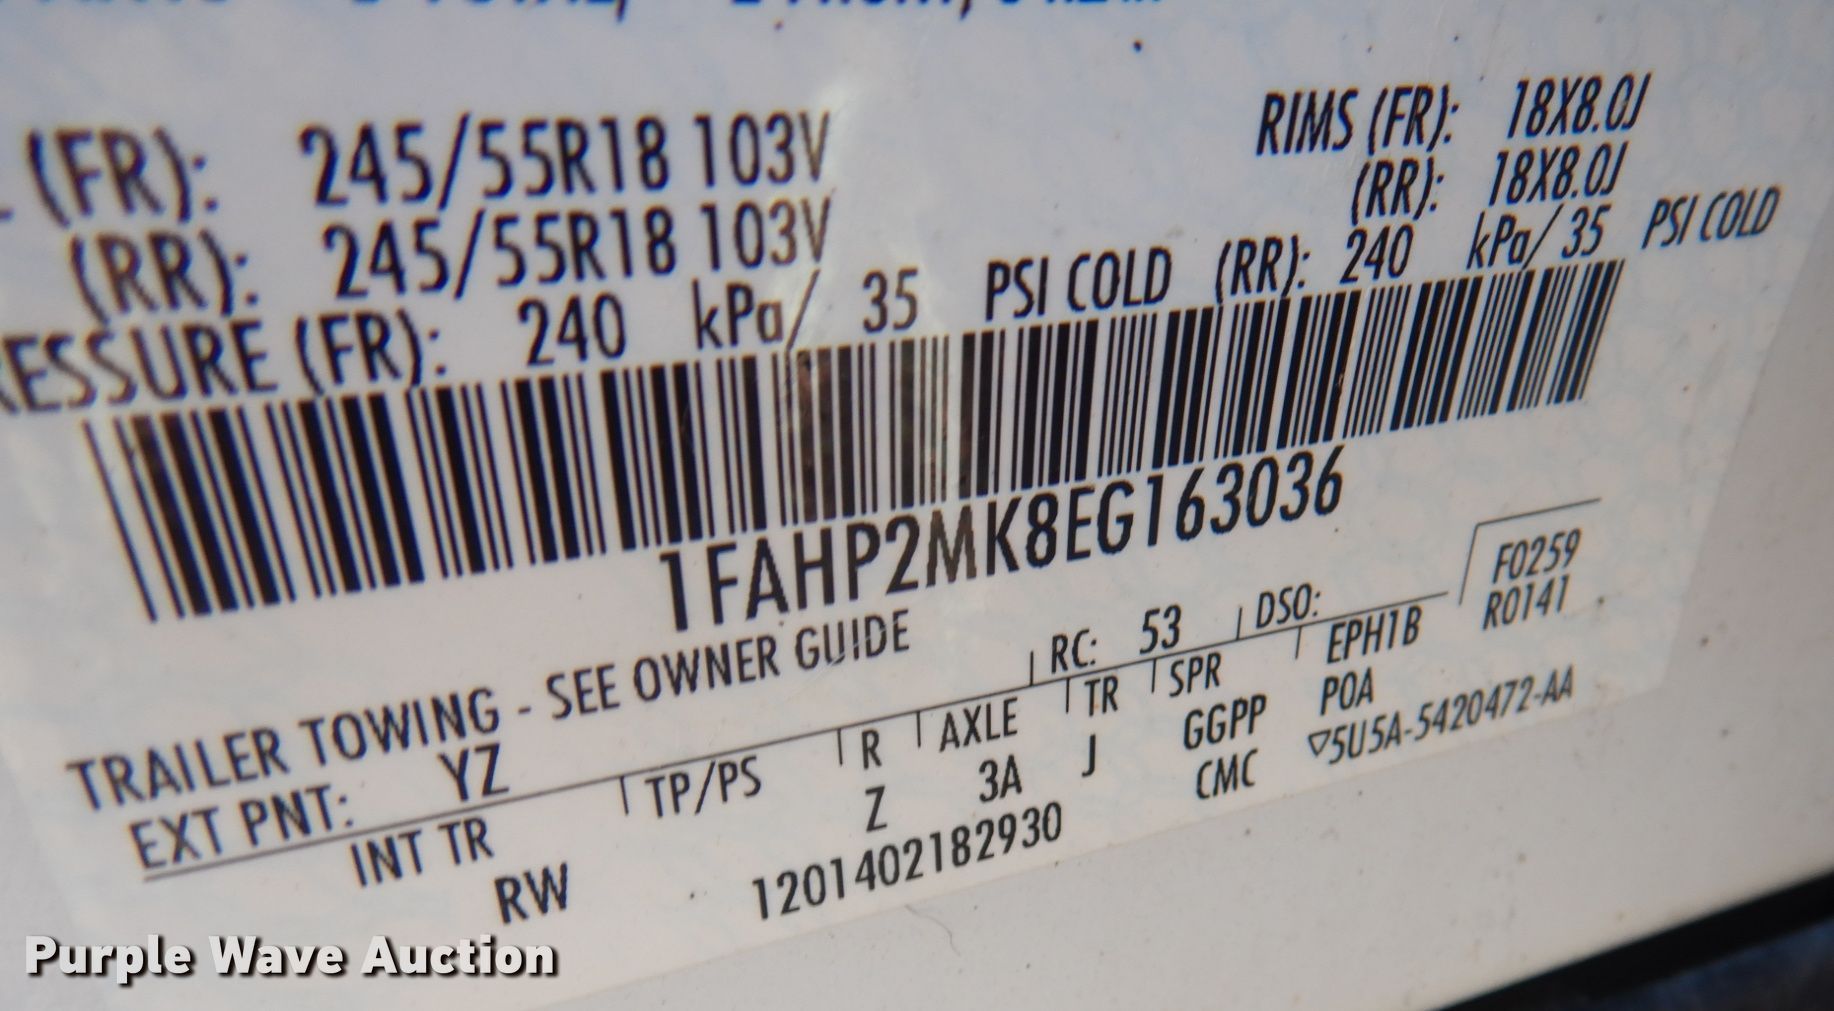 (FR): 245/55R18 103V RIMS (FR): 18X8.0J
(RR): 245/55R18 103V (RR): 18X8.0J
RESSURE (FR): 240 kPa/ 35 PSI COLD (RR): 240 kPa/ 35 PSI COLD
1FAHP2MK8EG163036
TRAILER TOWING - SEE OWNER GUIDE
F0259
EXT PNT: YZ RC: 53 DSO: R0141
INT TR TP/PS R AXLE TR SPR EPH1B
RW Z 3A J GGPP POA
1201402182930 CMC ▽5U5A-5420472-AA
Purple Wave Auction